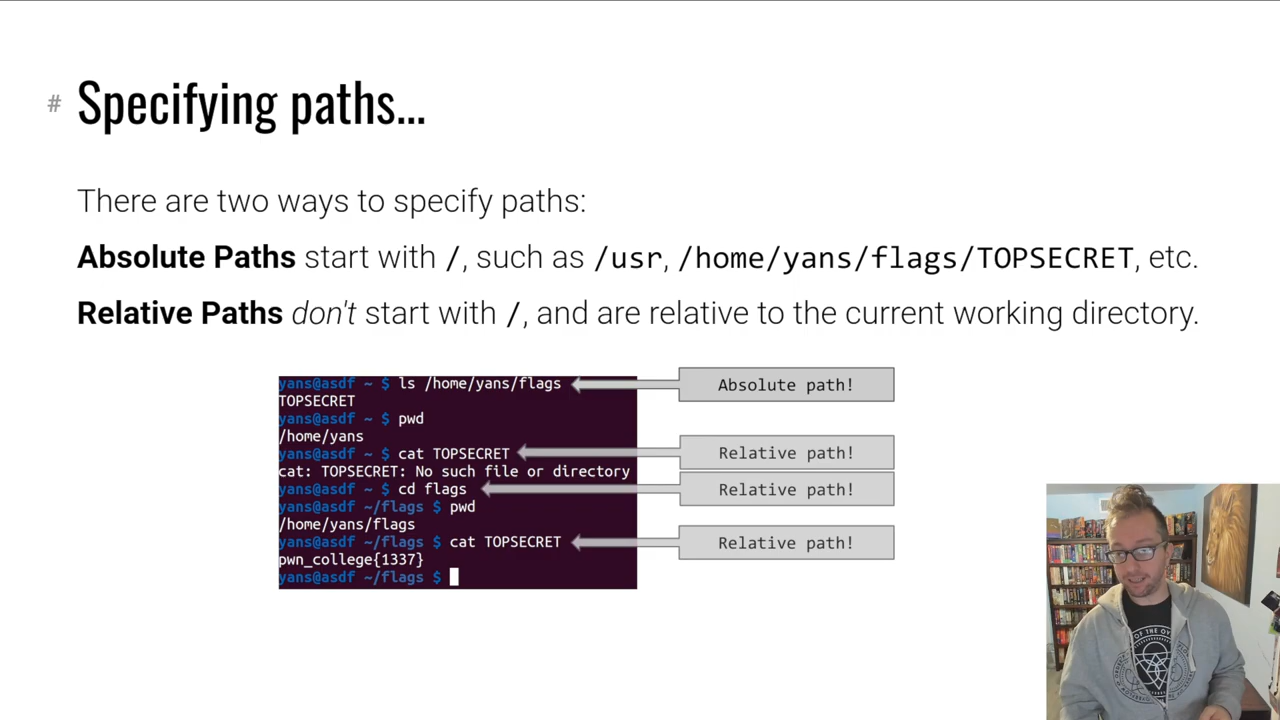 # Specifying paths...
There are two ways to specify paths:
Absolute Paths start with /, such as /usr, /home/yans/flags/TOPSECRET, etc.
Relative Paths don't start with /, and are relative to the current working directory.
yans@asdf ~ $ ls /home/yans/flags
Absolute path!
TOPSECRET
yans@asdf ~ $ pwd
/home/yans
yans@asdf ~ $ cat TOPSECRET
Relative path!
cat: TOPSECRET: No such file or directory
yans@asdf ~ $ cd flags
Relative path!
yans@asdf ~/flags $ pwd
/home/yans/flags
yans@asdf ~/flags $ cat TOPSECRET
Relative path!
pwn_college{1337}
yans@asdf ~/flags $
OF THE O